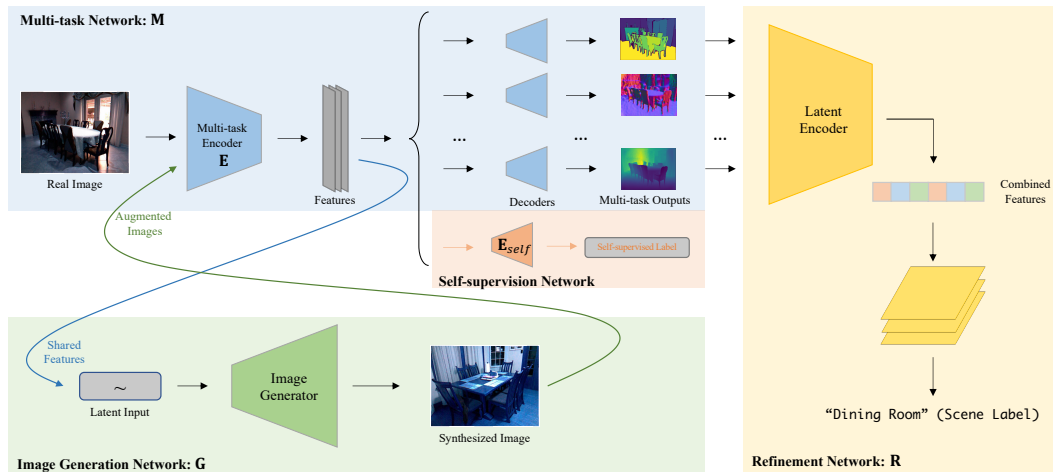 Multi-task Network: M
Real Image
Multi-task
Encoder
E
Features
...
...
...
Decoders
Multi-task Outputs
Augmented
Images
E_self
Self-supervised Label
Self-supervision Network
Shared
Features
~
Latent Input
Image
Generator
Synthesized Image
Image Generation Network: G
Latent
Encoder
Combined
Features
“Dining Room” (Scene Label)
Refinement Network: R